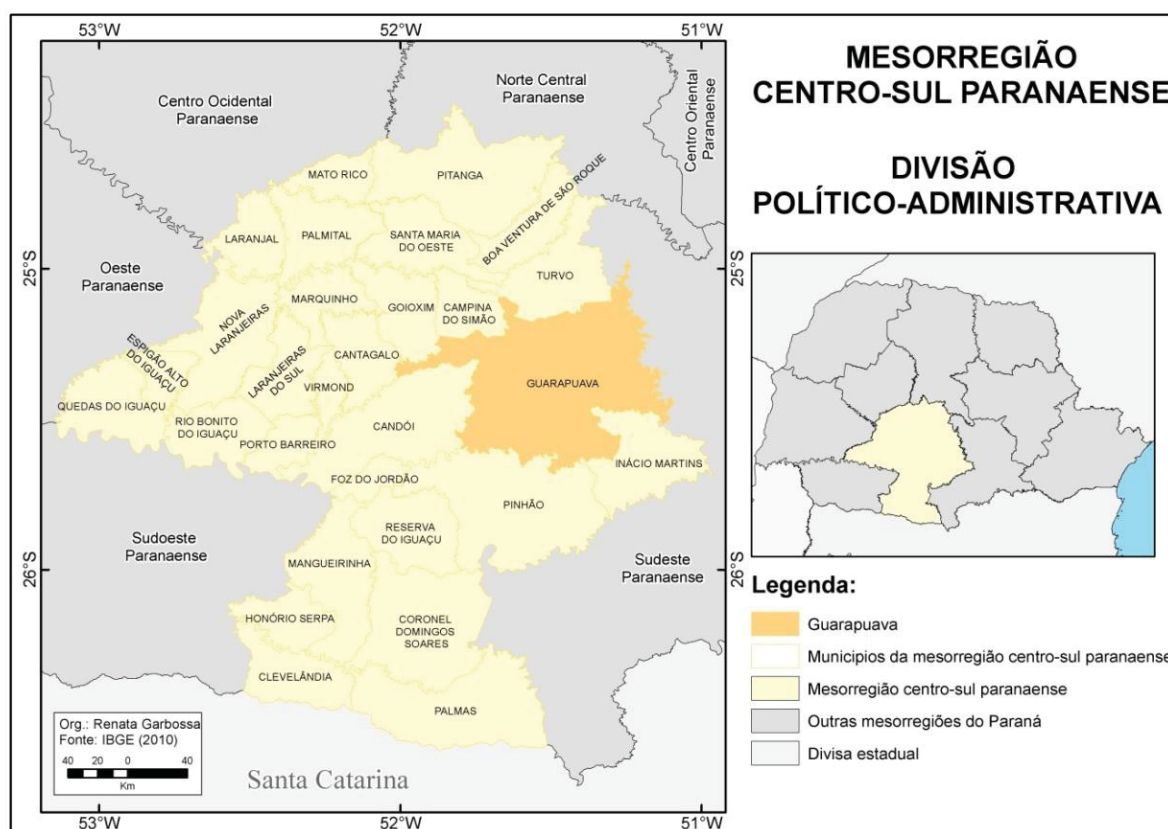 53°W
52°W
51°W
MESORREGIÃO
CENTRO-SUL PARANAENSE
DIVISÃO
POLÍTICO-ADMINISTRATIVA
Centro Ocidental
Paranaense
Norte Central
Paranaense
Centro Oriental
Paranaense
MATO RICO
PITANGA
BOA VENTURA DE SÃO ROQUE
LARANJAL
PALMITAL
SANTA MARIA
DO OESTE
25°S
Oeste
Paranaense
TURVO
25°S
NOVA
LARANJEIRAS
MARQUINHO
GOIOXIM
CAMPINA
DO SIMÃO
ESPIGÃO ALTO
DO IGUAÇU
LARANJEIRAS
DO SUL
CANTAGALO
VIRMOND
GUARAPUAVA
QUEDAS DO IGUAÇU
RIO BONITO
DO IGUAÇU
PORTO BARREIRO
CANDÓI
INÁCIO MARTINS
FOZ DO JORDÃO
PINHÃO
RESERVA
DO IGUAÇU
Sudoeste
Paranaense
MANGUEIRINHA
Sudeste
Paranaense
26°S
26°S
HONÓRIO SERPA
CORONEL
DOMINGOS
SOARES
CLEVELÂNDIA
PALMAS
Org.: Renata Garbossa
Fonte: IBGE (2010)
40 20 0 40
Km
Santa Catarina
53°W
52°W
51°W
Legenda:
Guarapuava
Municipios da mesorregião centro-sul paranaense
Mesorregião centro-sul paranaense
Outras mesorregiões do Paraná
Divisa estadual